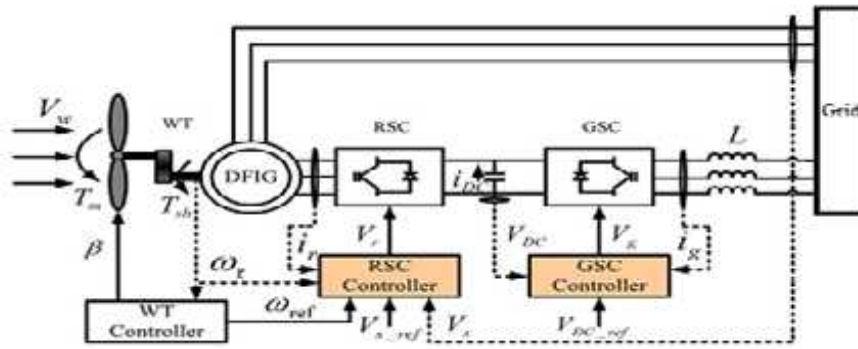 V_w
WT
RSC
GSC
L
Grid
DFIG
i_DC
T_m
T_sh
V_r
i_r
V_DC
V_g
i_g
β
ω_r
RSC
Controller
GSC
Controller
WT
Controller
ω_ref
V_s_ref
V_s
V_DC_ref